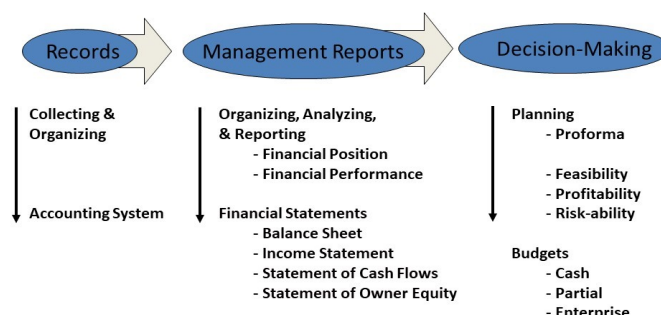 Records
Management Reports
Decision-Making
Collecting &
Organizing
Accounting System
Organizing, Analyzing,
& Reporting
- Financial Position
- Financial Performance
Financial Statements
- Balance Sheet
- Income Statement
- Statement of Cash Flows
- Statement of Owner Equity
Planning
- Proforma
- Feasibility
- Profitability
- Risk-ability
Budgets
- Cash
- Partial
- Enterprise